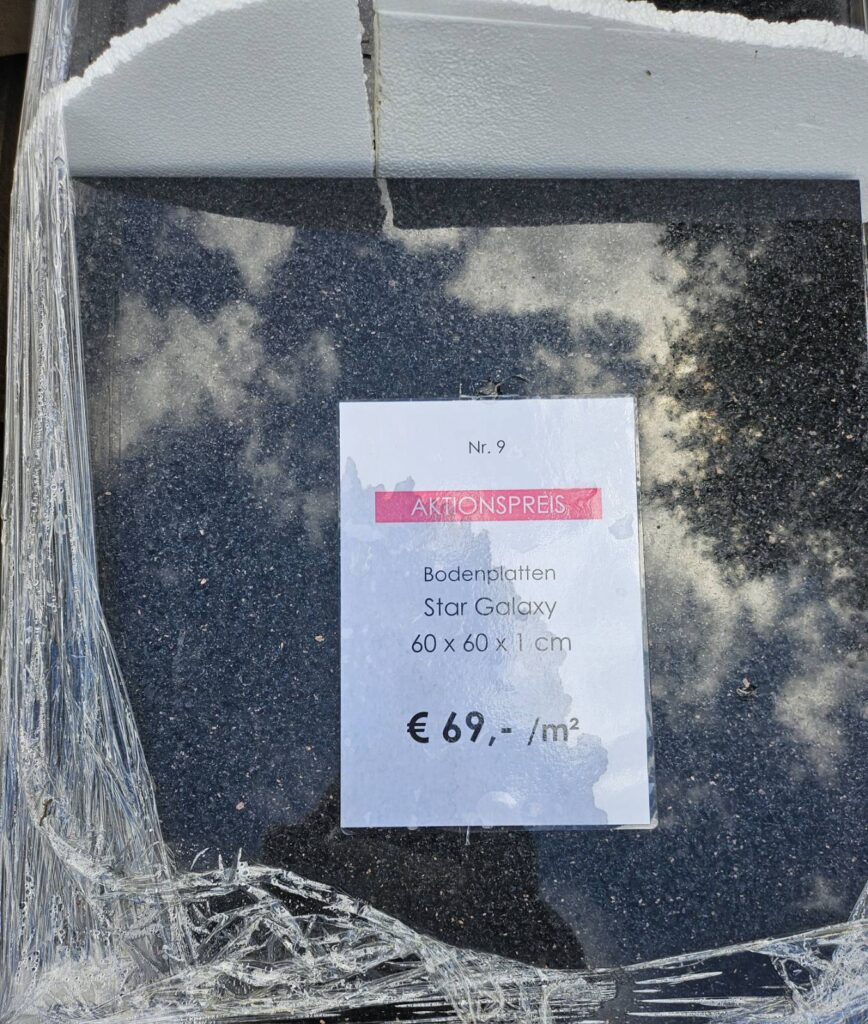 Nr. 9
AKTIONSPREIS
Bodenplatten
Star Galaxy
60 x 60 x 1 cm
€ 69,- /m²